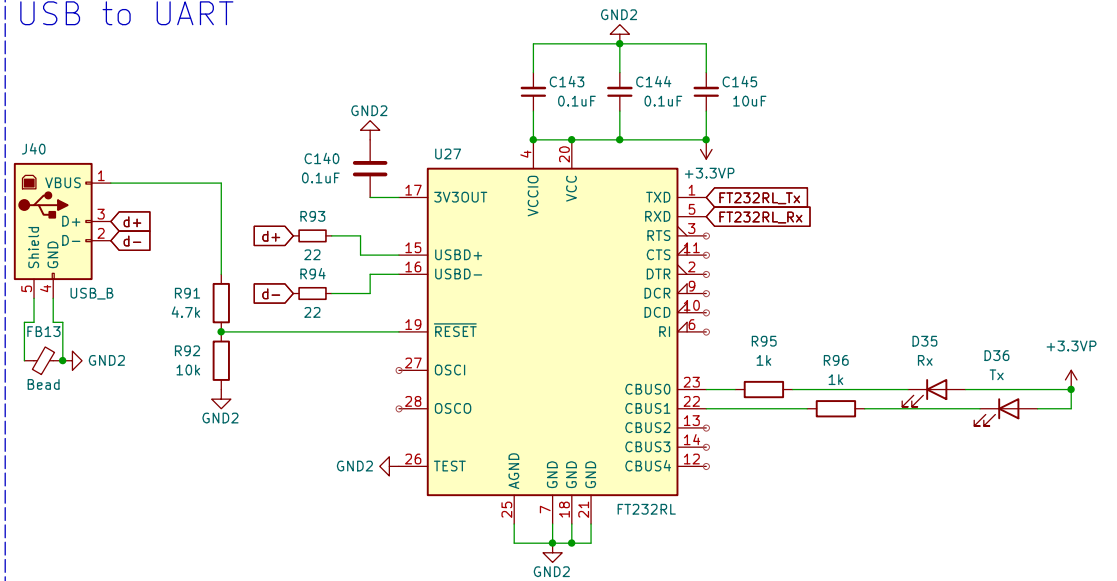 USB to UART
GND2
C143
0.1uF
C144
0.1uF
C145
10uF
+3.3VP
GND2
C140
0.1uF
J40
VBUS 1
D+ 3 d+
D- 2 d-
Shield
GND
5
4
USB_B
FB13
Bead
GND2
R91
4.7k
R92
10k
GND2
d+
R93
22
d-
R94
22
U27
4
20
VCCIO
VCC
17 3V3OUT
15 USBD+
16 USBD-
19 RESET
27 OSCI
28 OSCO
GND2 26 TEST
TXD 1 FT232RL_Tx
RXD 5 FT232RL_Rx
RTS 3
CTS 11
DTR 2
DCR 9
DCD 10
RI 6
CBUS0 23
CBUS1 22
CBUS2 13
CBUS3 14
CBUS4 12
AGND
GND
GND
GND
25
7
18
21
FT232RL
GND2
R95
1k
R96
1k
D35
Rx
D36
Tx
+3.3VP